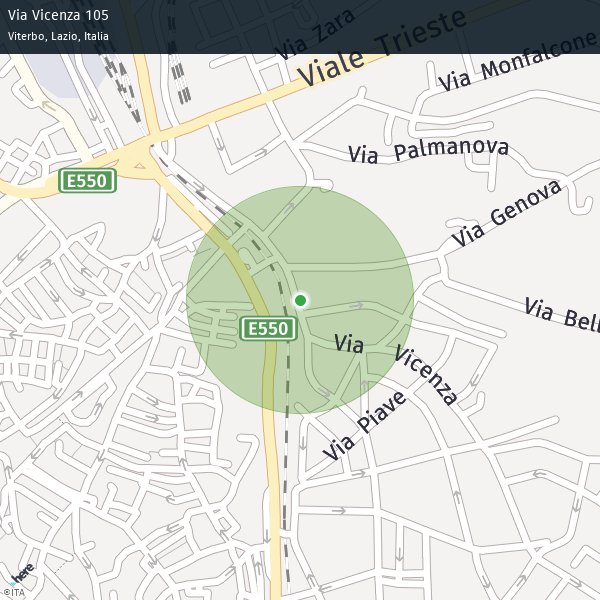 Via Vicenza 105
Viterbo, Lazio, Italia
Via Zara
Viale Trieste
Via Monfalcone
Via Palmanova
E550
Via Genova
Via Bell
E550
Via Vicenza
Via Piave
here
©ITA